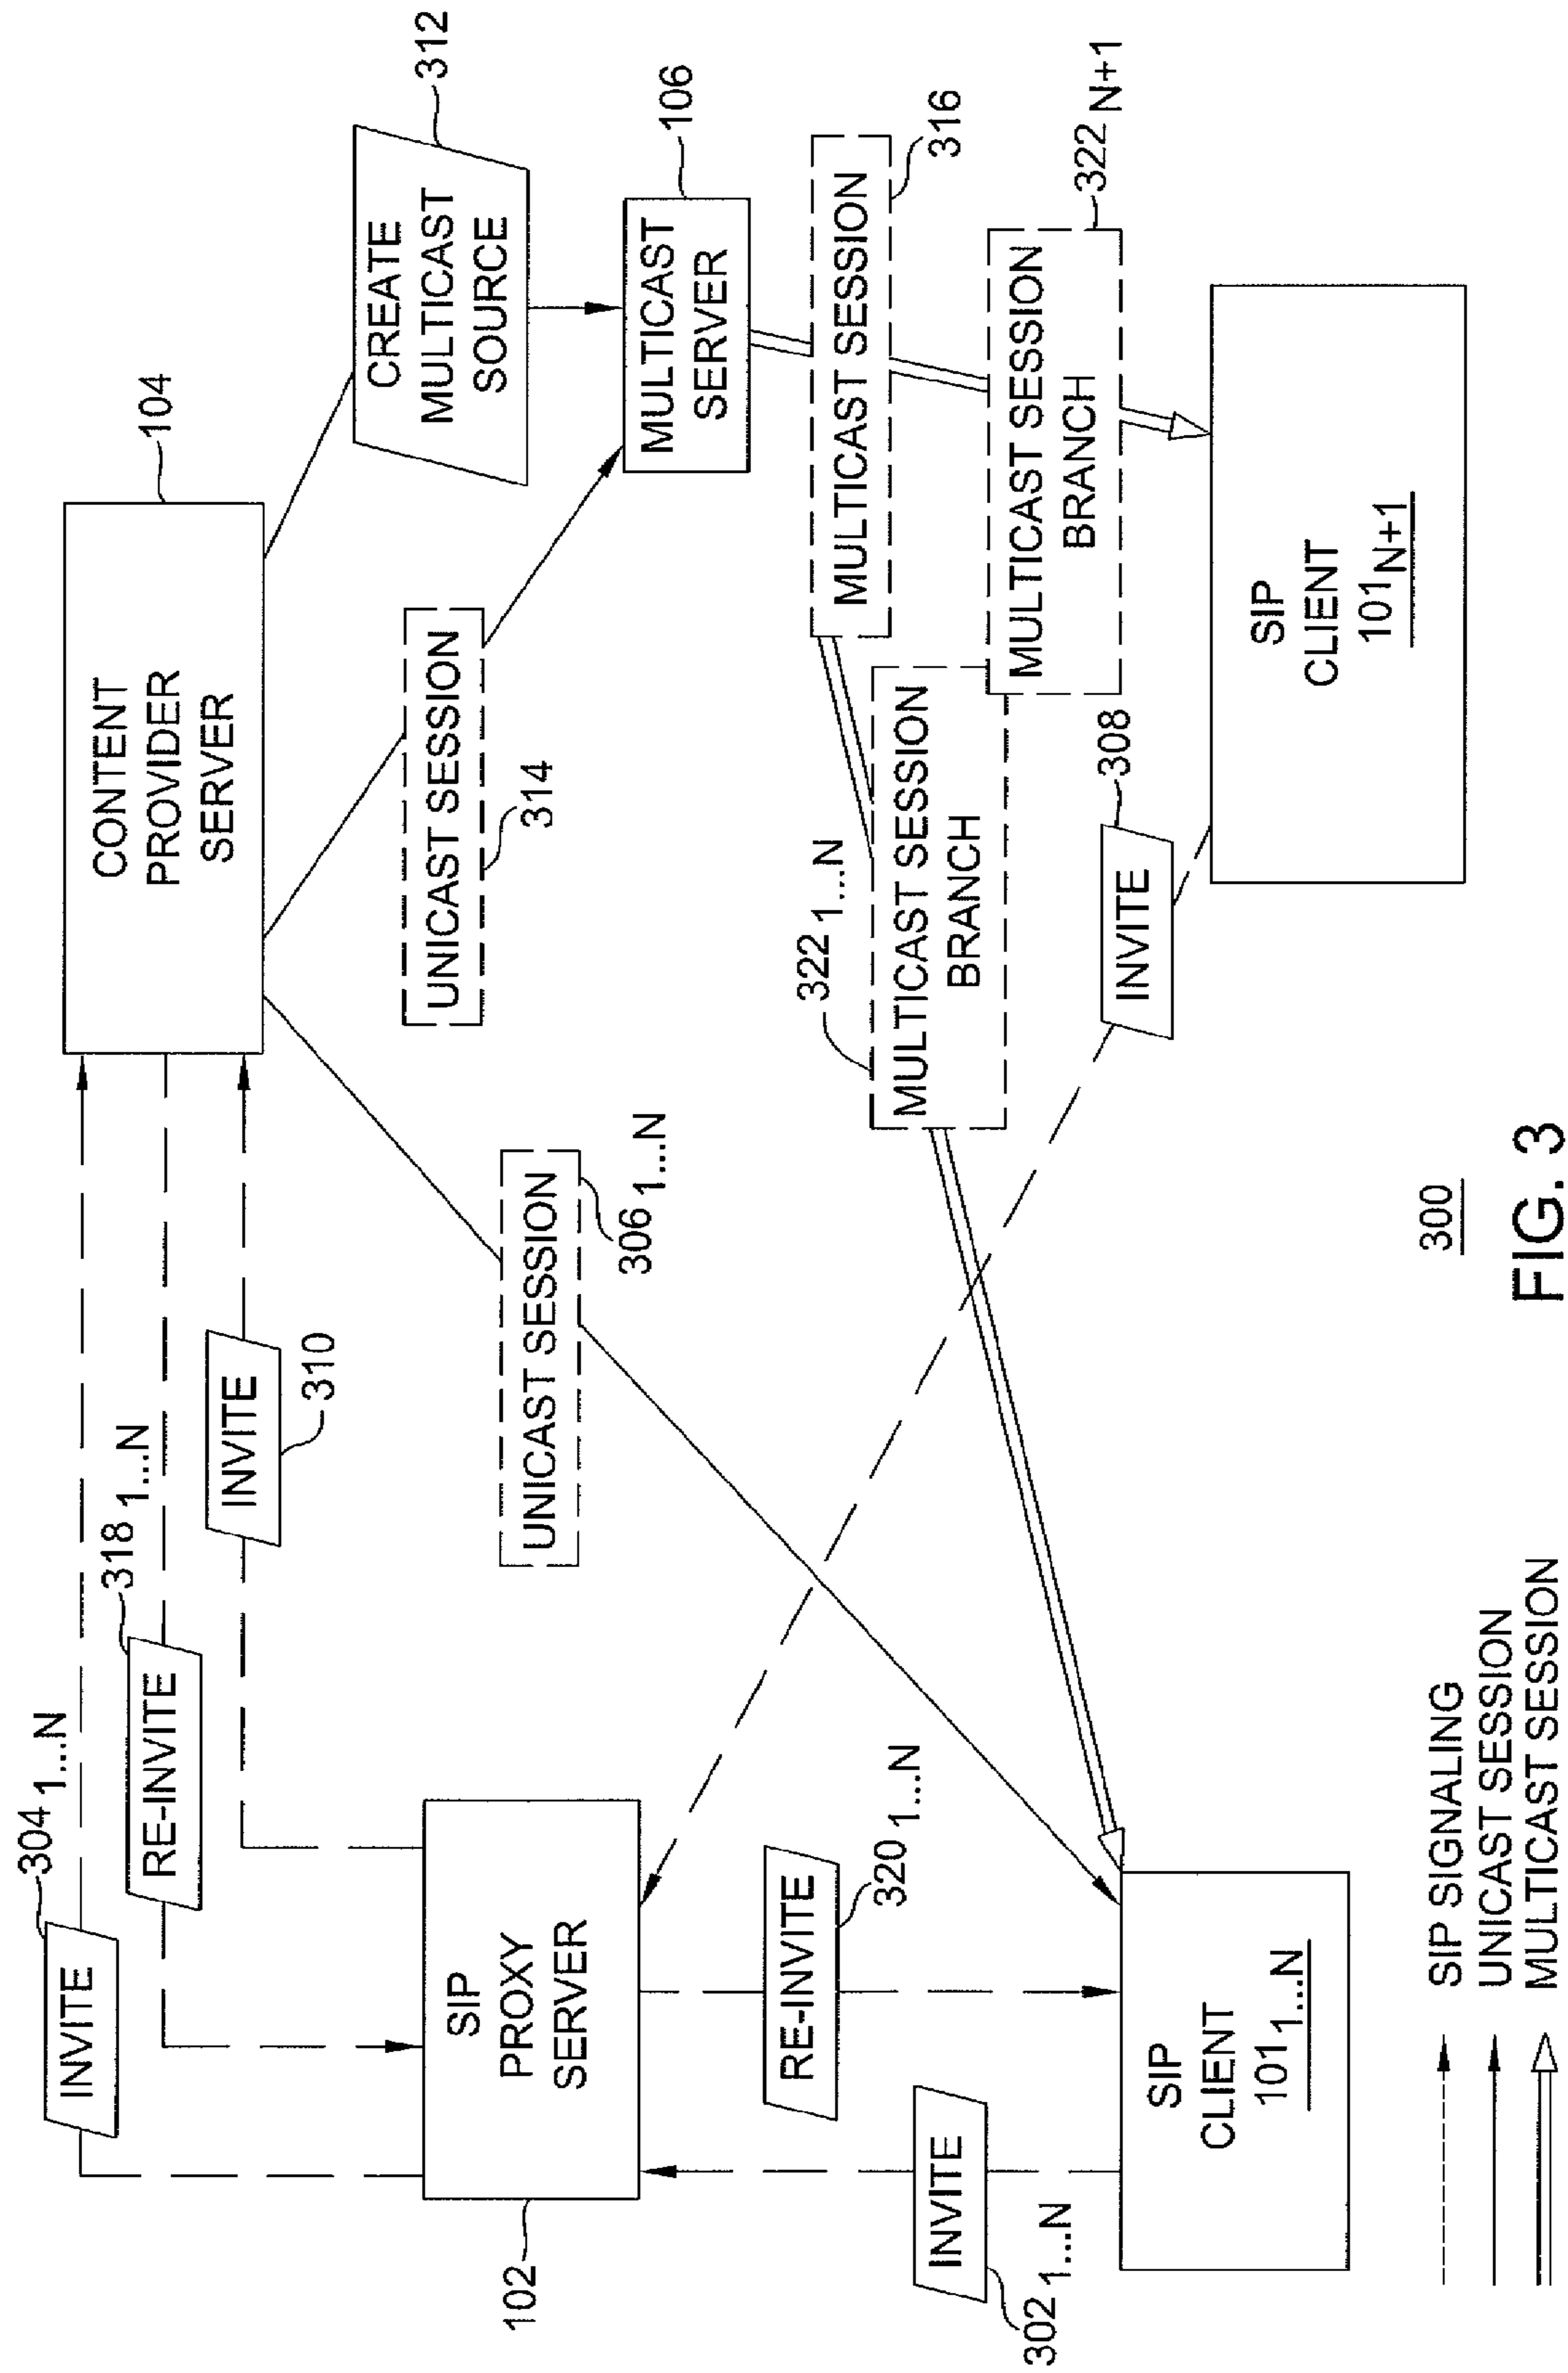 304 1...N
INVITE
318 1...N
RE-INVITE
INVITE
310
CONTENT
PROVIDER
SERVER
104
CREATE
MULTICAST
SOURCE
312
UNICAST SESSION
314
UNICAST SESSION
306 1...N
102
SIP
PROXY
SERVER
MULTICAST
SERVER
106
MULTICAST SESSION
316
RE-INVITE
320 1...N
322 1...N
MULTICAST SESSION
BRANCH
MULTICAST SESSION
BRANCH
322 N+1
INVITE
302 1...N
INVITE
308
SIP
CLIENT
101 1...N
SIP
CLIENT
101 N+1
SIP SIGNALING
UNICAST SESSION
MULTICAST SESSION
300
FIG. 3